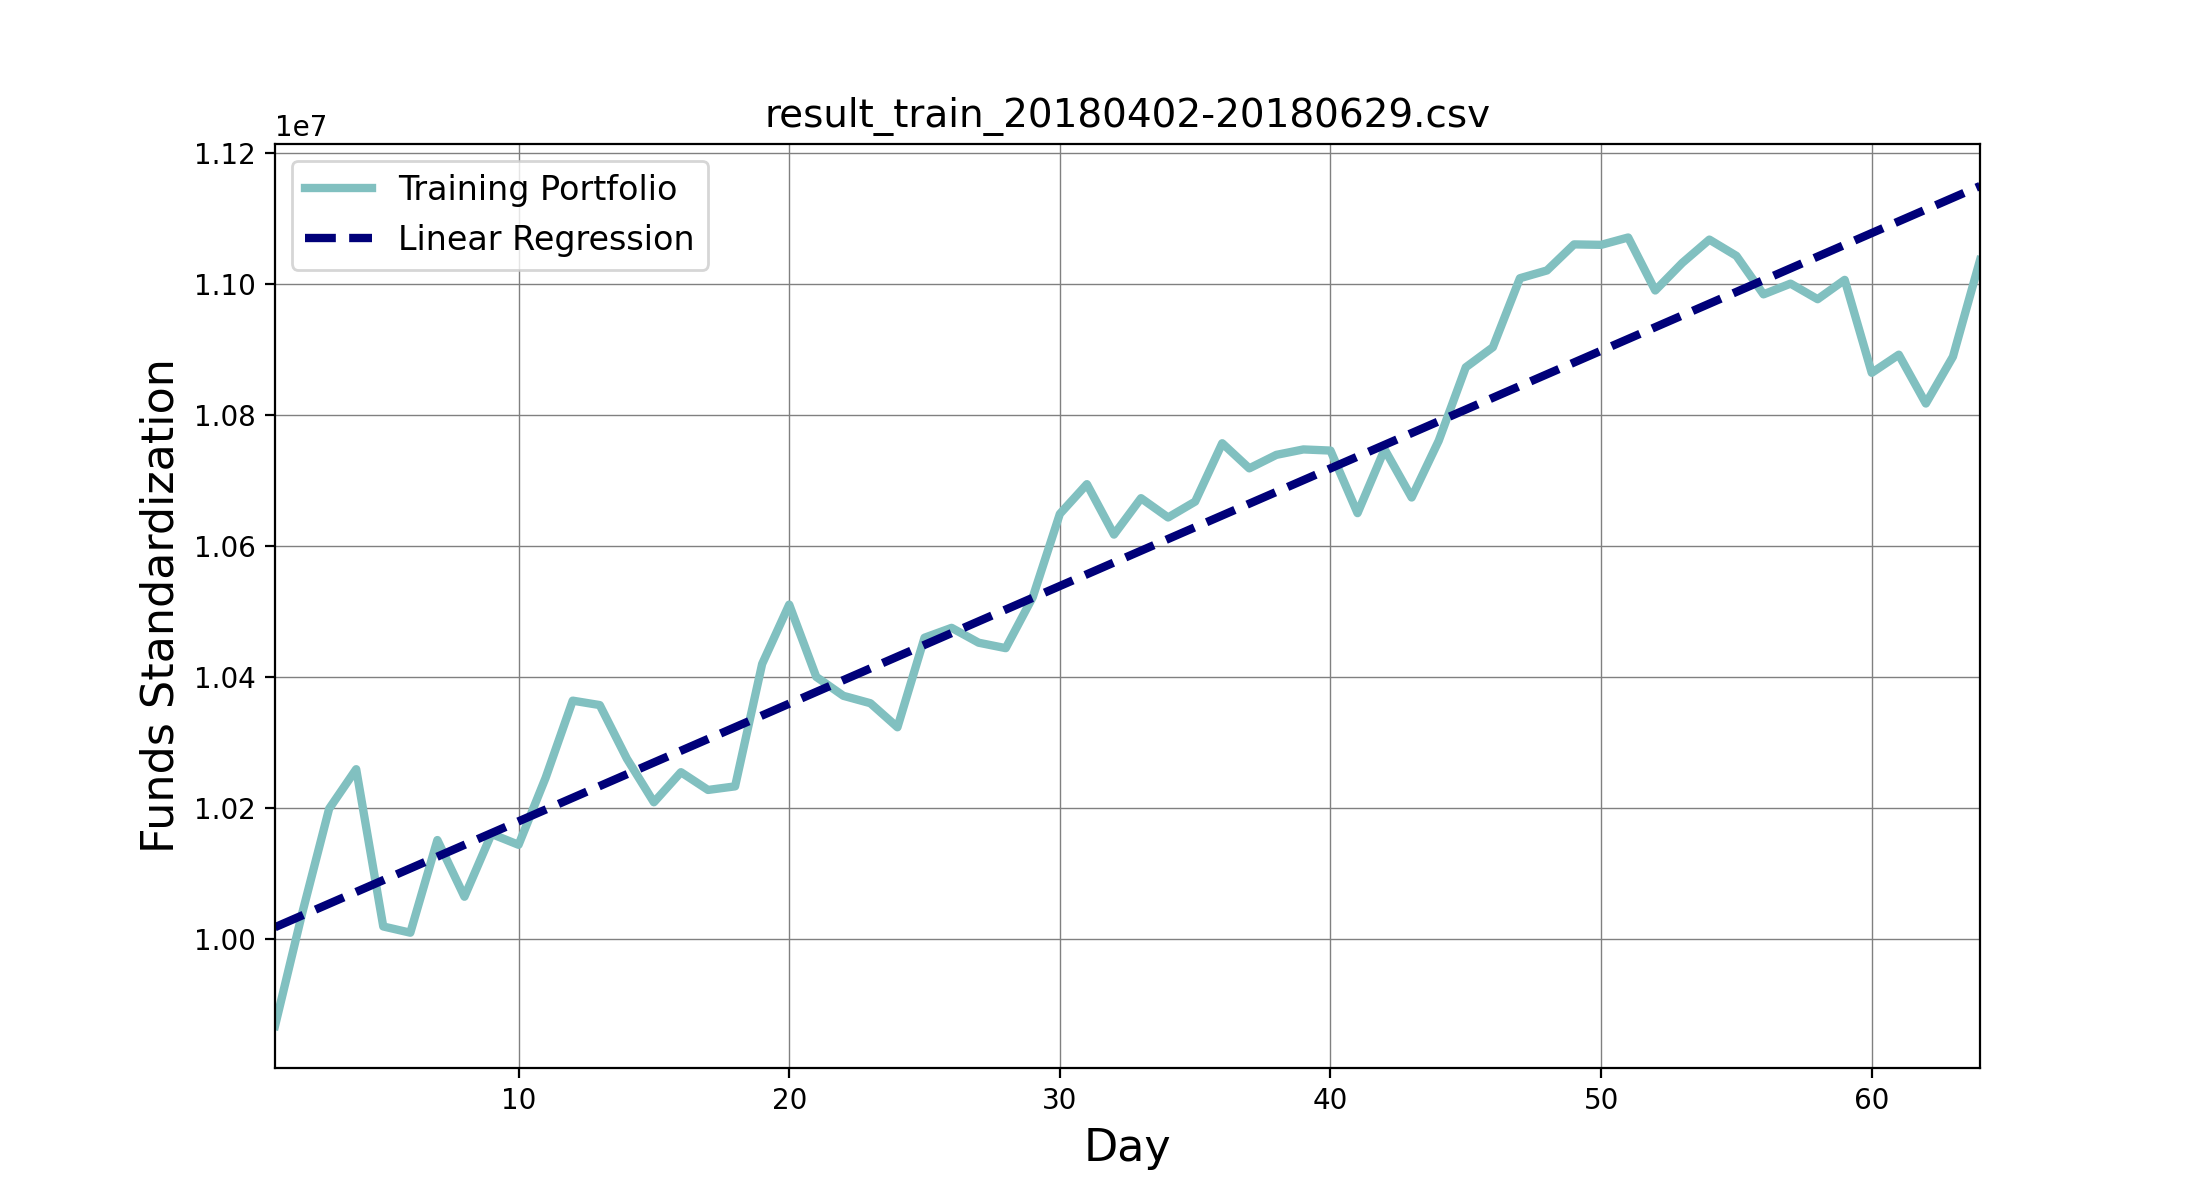 result_train_20180402-20180629.csv
1e7
Training Portfolio
Linear Regression
1.12
1.10
1.08
1.06
1.04
1.02
1.00
Funds Standardization
10 20 30 40 50 60
Day